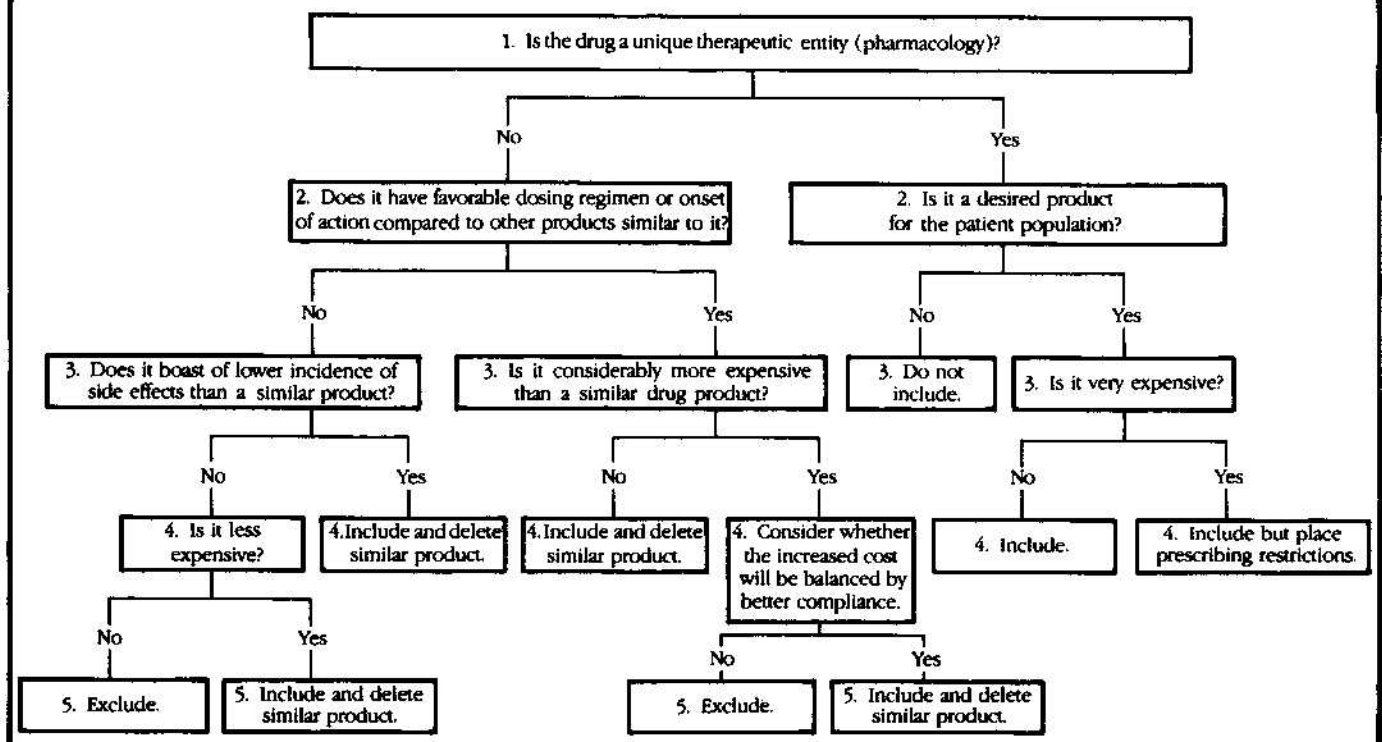 1. Is the drug a unique therapeutic entity (pharmacology)?
No
Yes
2. Does it have favorable dosing regimen or onset
of action compared to other products similar to it?
2. Is it a desired product
for the patient population?
No
Yes
No
Yes
3. Does it boast of lower incidence of
side effects than a similar product?
3. Is it considerably more expensive
than a similar drug product?
3. Do not
include.
3. Is it very expensive?
No
Yes
No
Yes
No
Yes
4. Is it less
expensive?
4.Include and delete
similar product.
4.Include and delete
similar product.
4. Consider whether
the increased cost
will be balanced by
better compliance.
4. Include.
4. Include but place
prescribing restrictions.
No
Yes
No
Yes
5. Exclude.
5. Include and delete
similar product.
5. Exclude.
5. Include and delete
similar product.